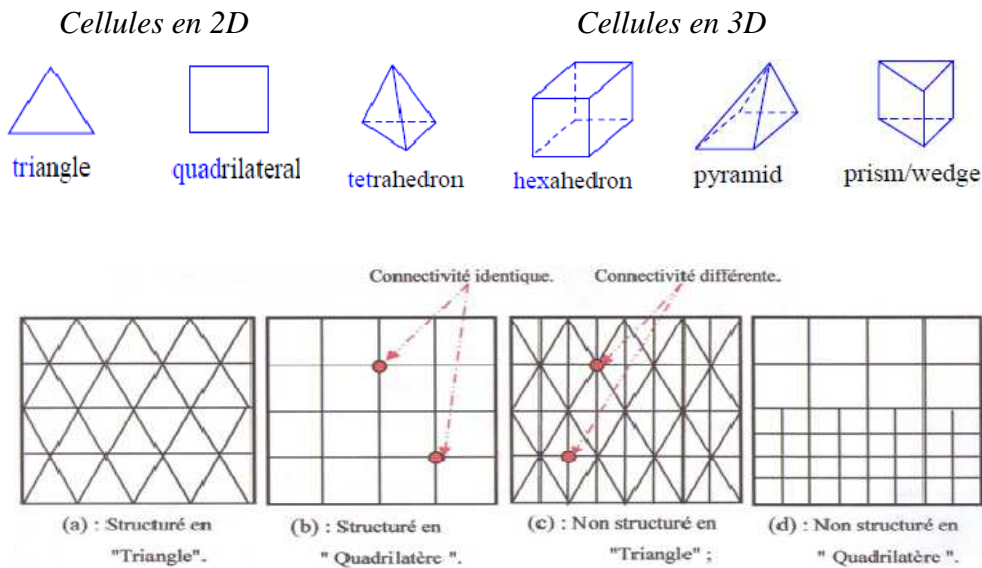 Cellules en 2D
Cellules en 3D
triangle
quadrilateral
tetrahedron
hexahedron
pyramid
prism/wedge
Connectivité identique.
Connectivité différente.
(a) : Structuré en
"Triangle".
(b) : Structuré en
" Quadrilatère ".
(c) : Non structuré en
"Triangle" ;
(d) : Non structuré en
" Quadrilatère ".